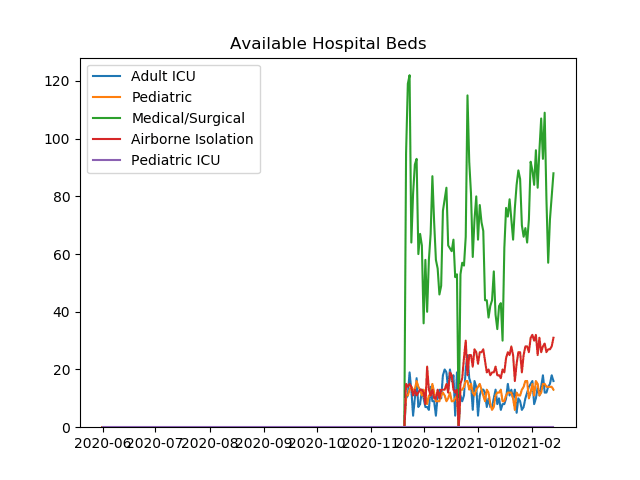 Available Hospital Beds
Adult ICU
Pediatric
Medical/Surgical
Airborne Isolation
Pediatric ICU
120
100
80
60
40
20
0
2020-06 2020-07 2020-08 2020-09 2020-10 2020-11 2020-12 2021-01 2021-02